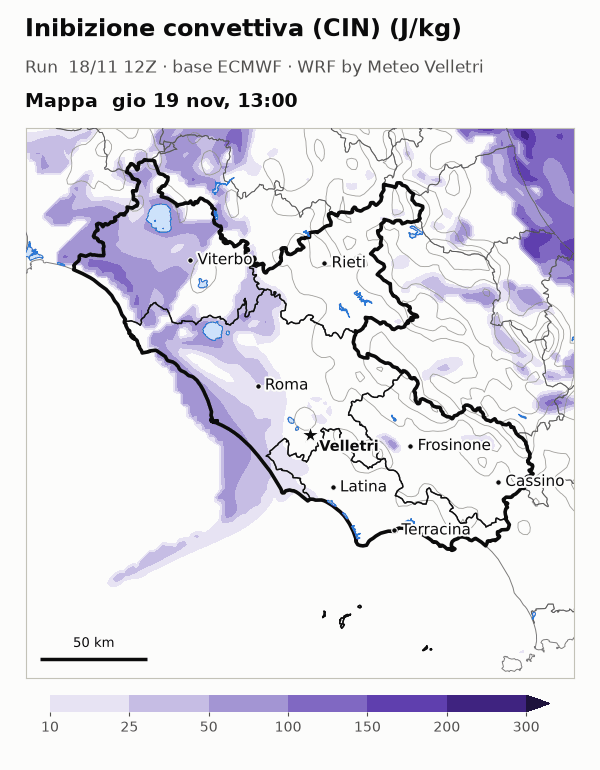 Inibizione convettiva (CIN) (J/kg)
Run  18/11 12Z · base ECMWF · WRF by Meteo Velletri
Mappa  gio 19 nov, 13:00
Viterbo
Rieti
Roma
Velletri
Frosinone
Latina
Cassino
Terracina
50 km
10 25 50 100 150 200 300